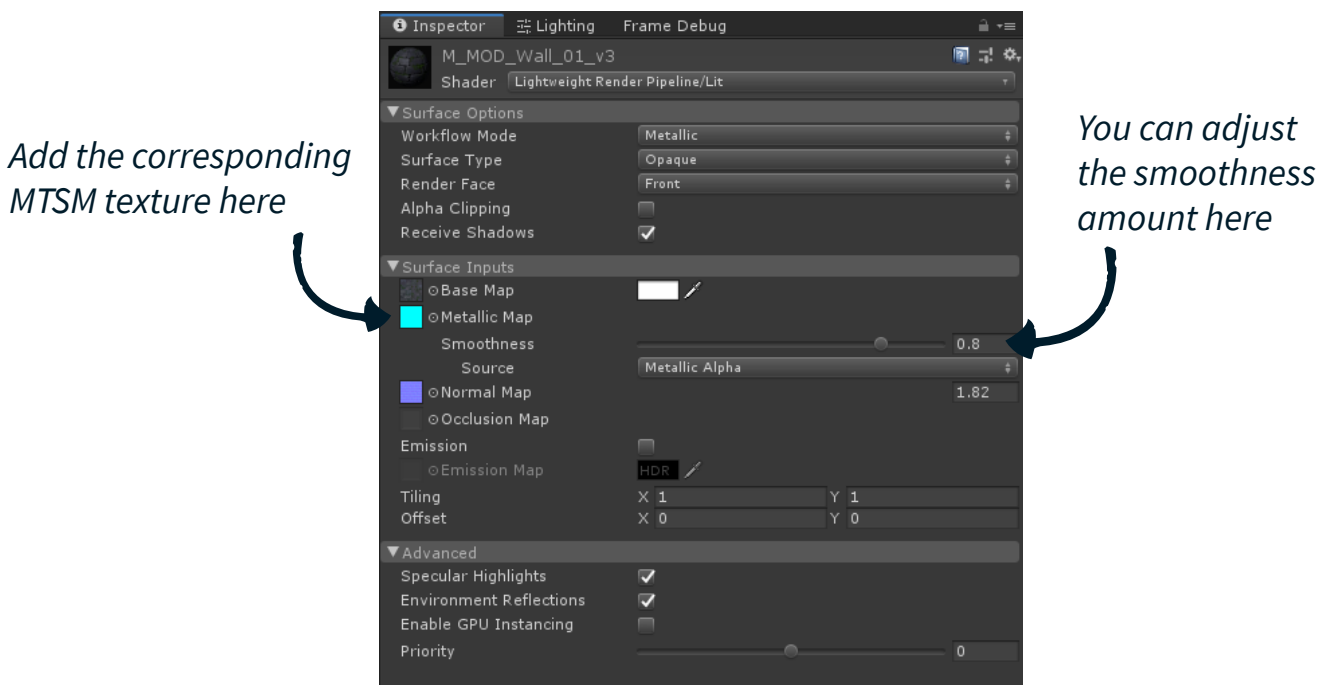 Inspector Lighting Frame Debug
M_MOD_Wall_01_v3
Shader Lightweight Render Pipeline/Lit
Surface Options
Workflow Mode Metallic
Surface Type Opaque
Render Face Front
Alpha Clipping
Receive Shadows
Surface Inputs
Base Map
Metallic Map
Smoothness 0.8
Source Metallic Alpha
Normal Map 1.82
Occlusion Map
Emission
Emission Map HDR
Tiling X 1 Y 1
Offset X 0 Y 0
Advanced
Specular Highlights
Environment Reflections
Enable GPU Instancing
Priority 0
Add the corresponding
MTSM texture here
You can adjust
the smoothness
amount here